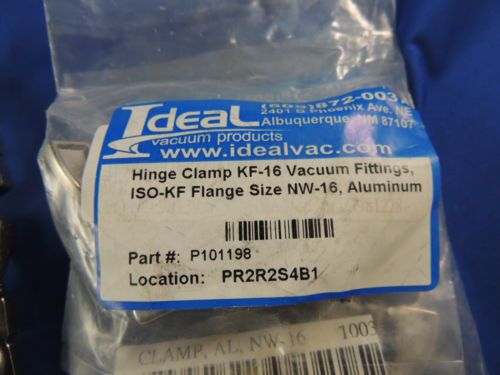 Ideal
vacuum products
(505)872-0037
2401 B Phoenix Ave. NE
Albuquerque, NM 87107
www.idealvac.com
Hinge Clamp KF-16 Vacuum Fittings,
ISO-KF Flange Size NW-16, Aluminum
Part #: P101198
Location: PR2R2S4B1
CLAMP, AL, NW-16 1003